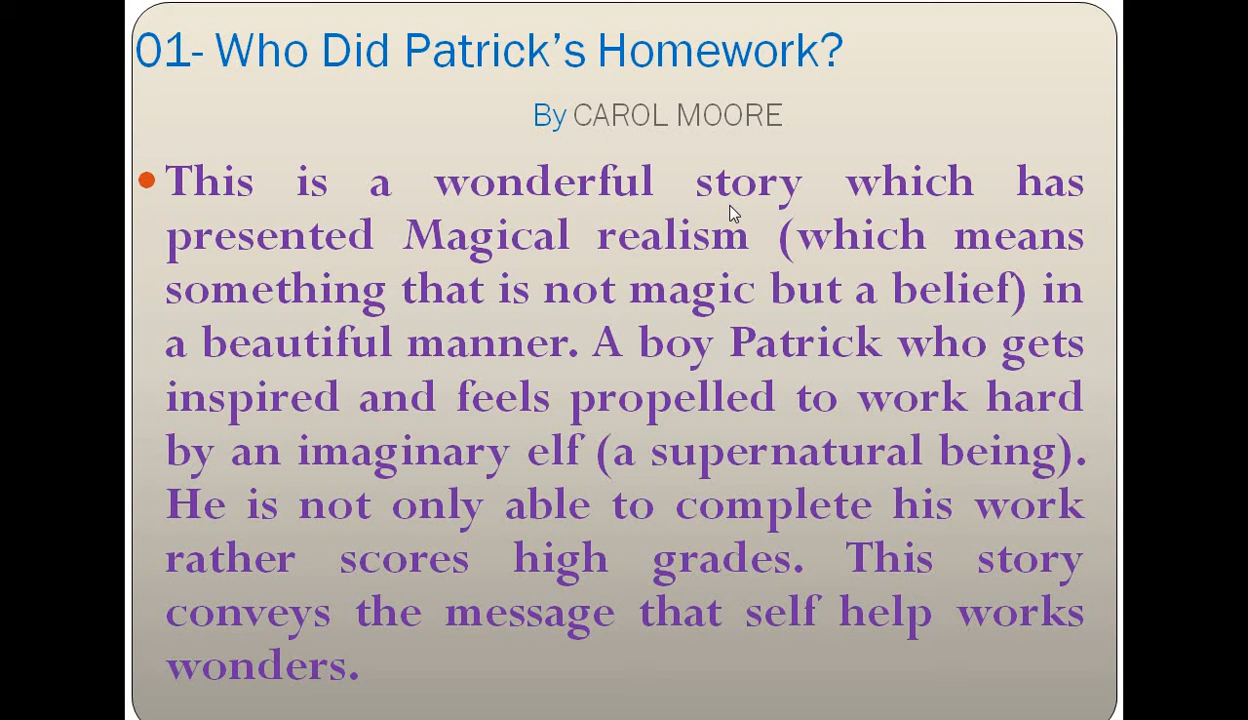 01- Who Did Patrick's Homework?
By CAROL MOORE
• This is a wonderful story which has
presented Magical realism (which means
something that is not magic but a belief) in
a beautiful manner. A boy Patrick who gets
inspired and feels propelled to work hard
by an imaginary elf (a supernatural being).
He is not only able to complete his work
rather scores high grades. This story
conveys the message that self help works
wonders.